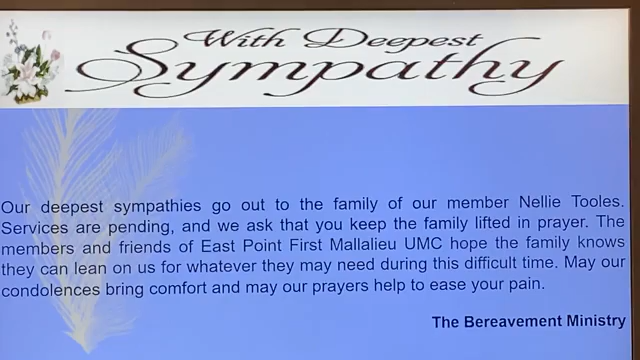 With Deepest
Sympathy
Our deepest sympathies go out to the family of our member Nellie Tooles.
Services are pending, and we ask that you keep the family lifted in prayer. The
members and friends of East Point First Mallalieu UMC hope the family knows
they can lean on us for whatever they may need during this difficult time. May our
condolences bring comfort and may our prayers help to ease your pain.
The Bereavement Ministry